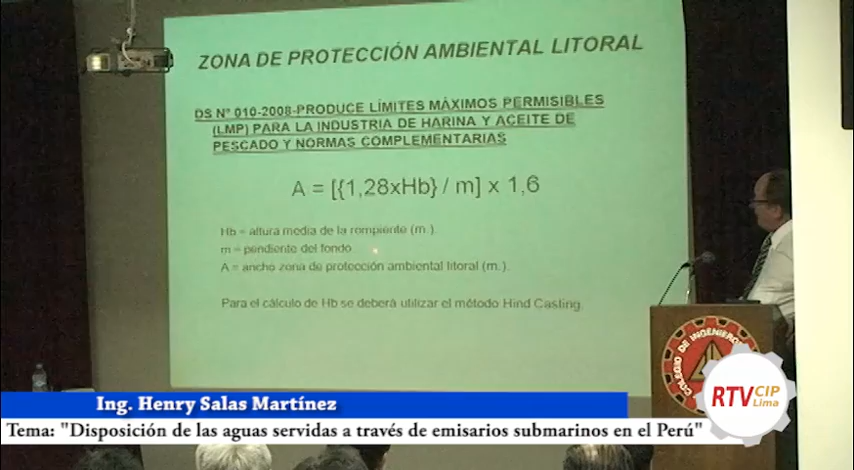 ZONA DE PROTECCIÓN AMBIENTAL LITORAL
DS N° 010-2008-PRODUCE LÍMITES MÁXIMOS PERMISIBLES
(LMP) PARA LA INDUSTRIA DE HARINA Y ACEITE DE
PESCADO Y NORMAS COMPLEMENTARIAS
A = [{1,28xHb} / m] x 1,6
Hb = altura media de la rompiente (m.).
m = pendiente del fondo.
A = ancho zona de protección ambiental litoral (m.).
Para el cálculo de Hb se deberá utilizar el método Hind Casting.
COLEGIO DE INGENIEROS
RTV CIP
Lima
Ing. Henry Salas Martínez
Tema: "Disposición de las aguas servidas a través de emisarios submarinos en el Perú"